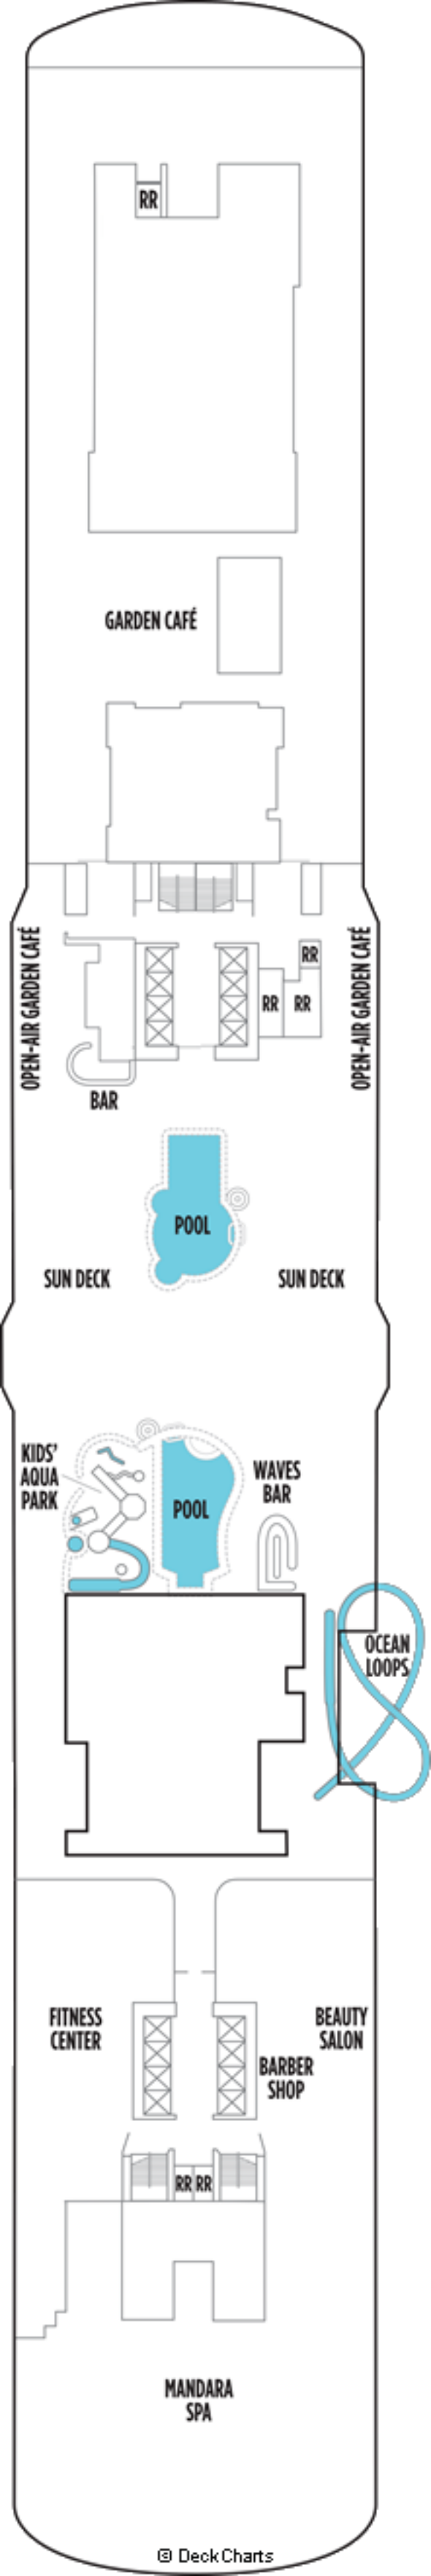 RR
GARDEN CAFÉ
OPEN-AIR GARDEN CAFÉ
OPEN-AIR GARDEN CAFÉ
RR
RR
RR
BAR
POOL
SUN DECK
SUN DECK
KIDS'
AQUA
PARK
POOL
WAVES
BAR
OCEAN
LOOPS
FITNESS
CENTER
BEAUTY
SALON
BARBER
SHOP
RR
RR
MANDARA
SPA
© DeckCharts